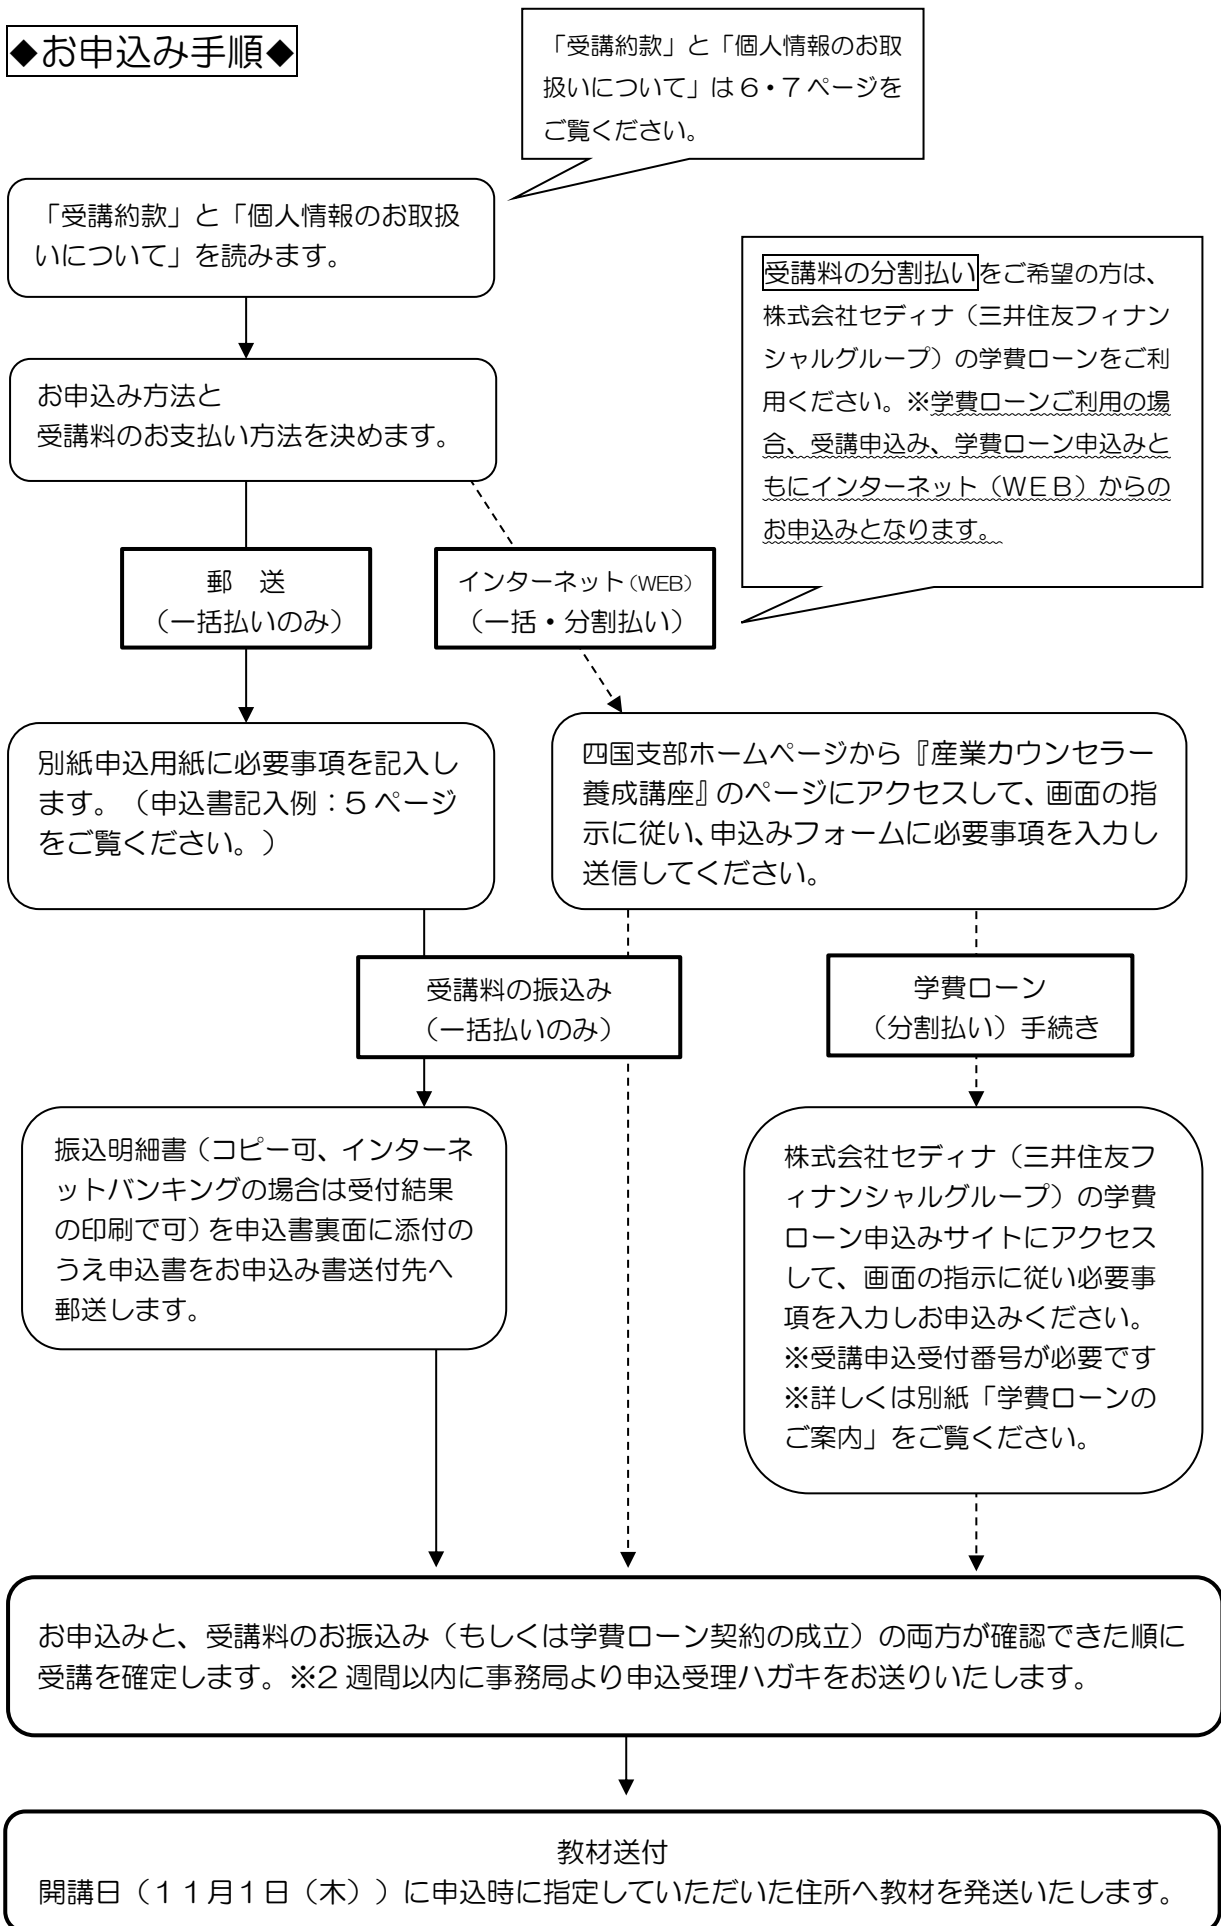 ◆お申込み手順◆
「受講約款」と「個人情報のお取
扱いについて」は６・７ページを
ご覧ください。
「受講約款」と「個人情報のお取扱
いについて」を読みます。
受講料の分割払いをご希望の方は、
株式会社セディナ（三井住友フィナン
シャルグループ）の学費ローンをご利
用ください。※学費ローンご利用の場
合、受講申込み、学費ローン申込みと
もにインターネット（ＷＥＢ）からの
お申込みとなります。
お申込み方法と
受講料のお支払い方法を決めます。
郵　送
（一括払いのみ）
インターネット（WEB）
（一括・分割払い）
別紙申込用紙に必要事項を記入し
ます。（申込書記入例：５ページ
をご覧ください。）
四国支部ホームページから『産業カウンセラー
養成講座』のページにアクセスして、画面の指
示に従い、申込みフォームに必要事項を入力し
送信してください。
受講料の振込み
（一括払いのみ）
学費ローン
（分割払い）手続き
振込明細書（コピー可、インターネ
ットバンキングの場合は受付結果
の印刷で可）を申込書裏面に添付の
うえ申込書をお申込み書送付先へ
郵送します。
株式会社セディナ（三井住友フ
ィナンシャルグループ）の学費
ローン申込みサイトにアクセス
して、画面の指示に従い必要事
項を入力しお申込みください。
※受講申込受付番号が必要です
※詳しくは別紙「学費ローンの
ご案内」をご覧ください。
お申込みと、受講料のお振込み（もしくは学費ローン契約の成立）の両方が確認できた順に
受講を確定します。※２週間以内に事務局より申込受理ハガキをお送りいたします。
教材送付
開講日（１１月１日（木））に申込時に指定していただいた住所へ教材を発送いたします。